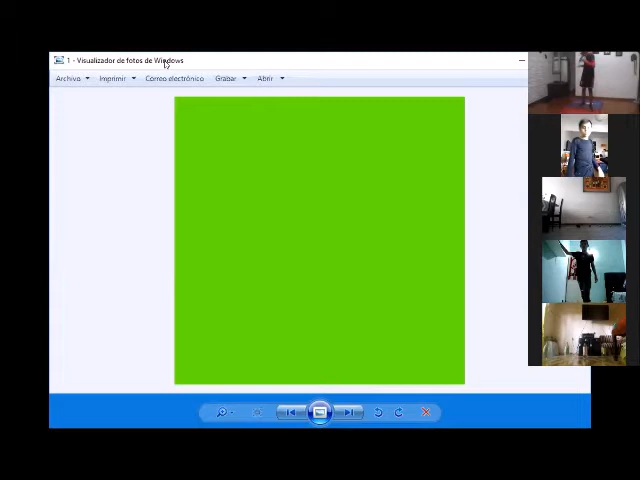 1 - Visualizador de fotos de Windows
Archivo Imprimir Correo electrónico Grabar Abrir